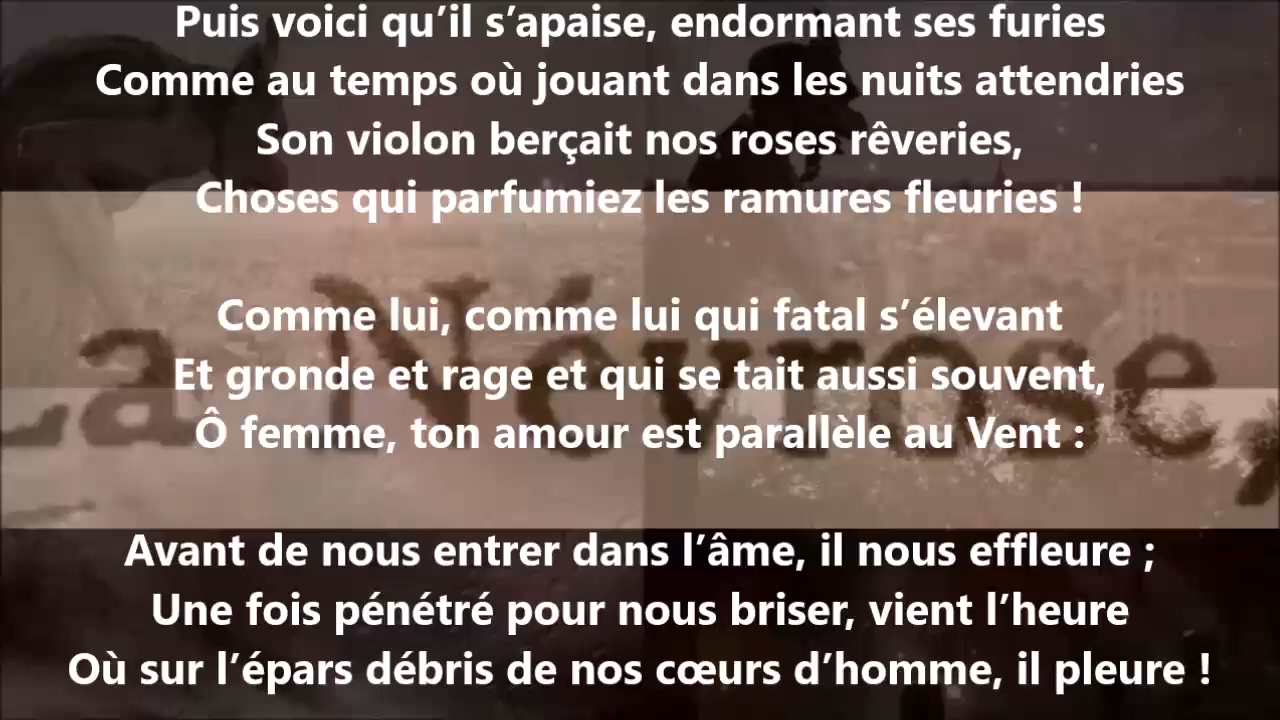 Puis voici qu’il s’apaise, endormant ses furies
Comme au temps où jouant dans les nuits attendries
Son violon berçait nos roses rêveries,
Choses qui parfumiez les ramures fleuries !
Comme lui, comme lui qui fatal s’élevant
Et gronde et rage et qui se tait aussi souvent,
Ô femme, ton amour est parallèle au Vent :
Avant de nous entrer dans l’âme, il nous effleure ;
Une fois pénétré pour nous briser, vient l’heure
Où sur l’épars débris de nos cœurs d’homme, il pleure !
La Névrose,